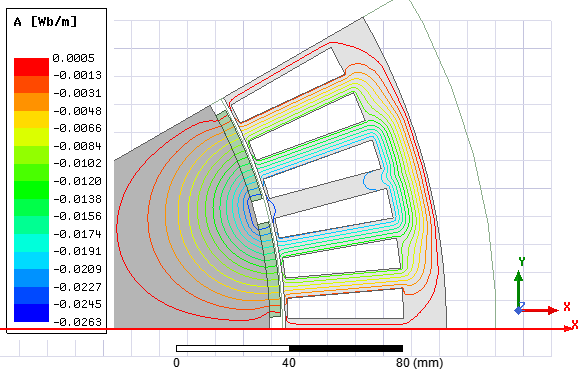 A [Wb/m]
0.0005
-0.0013
-0.0031
-0.0048
-0.0066
-0.0084
-0.0102
-0.0120
-0.0138
-0.0156
-0.0174
-0.0191
-0.0209
-0.0227
-0.0245
-0.0263
Y
Z
X
X
0 40 80 (mm)